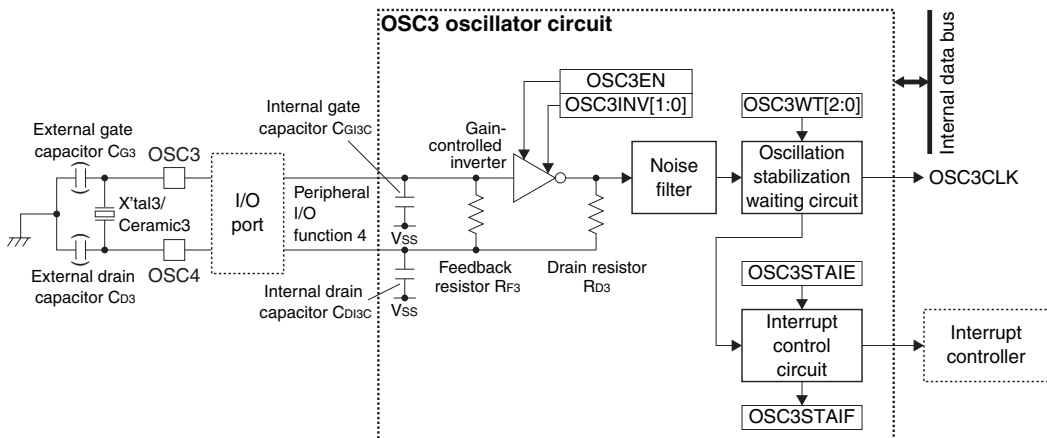 OSC3 oscillator circuit
Internal data bus
OSC3EN
OSC3INV[1:0]
OSC3WT[2:0]
Internal gate
capacitor CGI3C
Gain-
controlled
inverter
External gate
capacitor CG3
OSC3
X'tal3/
Ceramic3
I/O
port
Peripheral
I/O
function 4
VSS
Noise
filter
Oscillation
stabilization
waiting circuit
OSC3CLK
OSC4
External drain
capacitor CD3
Internal drain
capacitor CDI3C
VSS
Feedback
resistor RF3
Drain resistor
RD3
OSC3STAIE
Interrupt
control
circuit
Interrupt
controller
OSC3STAIF